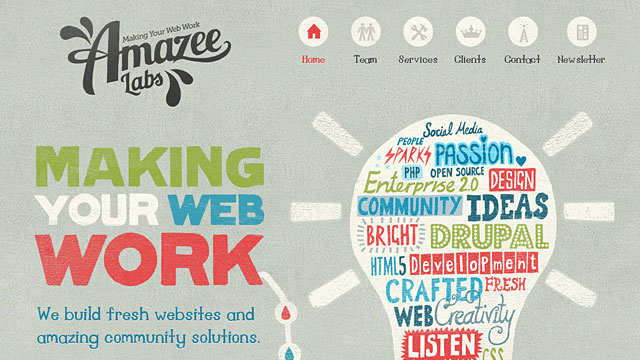 Making Your Web Work
Amazee
Labs
Home
Team
Services
Clients
Contact
Newsletter
MAKING
YOUR WEB
WORK
We build fresh websites and
amazing community solutions.
Social Media
PEOPLE
SPARKS
PASSION
PHP
OPEN SOURCE
Enterprise 2.0
DESIGN
COMMUNITY
IDEAS
BRIGHT
DRUPAL
HTML5
Development
CRAFTED
FRESH
WEB
Creativity
LISTEN
CSS